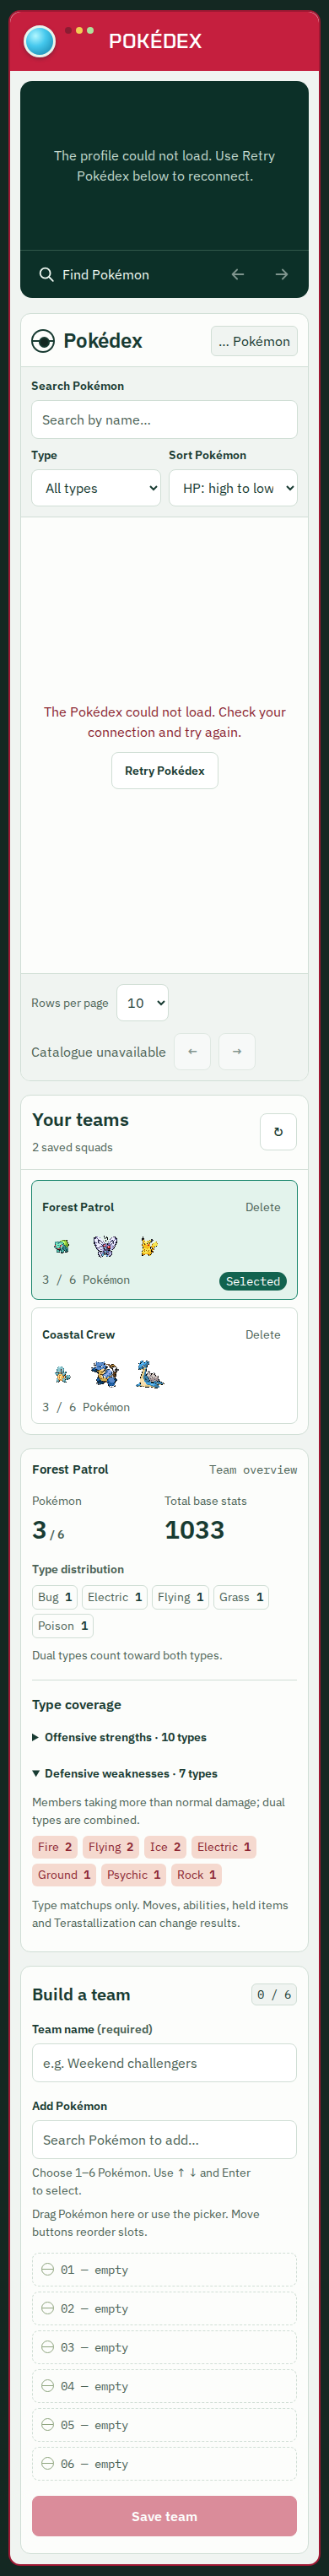 POKÉDEX
The profile could not load. Use Retry
Pokédex below to reconnect.
Find Pokémon ← →
Pokédex
... Pokémon
Search Pokémon
Search by name...
Type Sort Pokémon
All types HP: high to low
The Pokédex could not load. Check your
connection and try again.
Retry Pokédex
Rows per page 10
Catalogue unavailable ← →
Your teams
2 saved squads
↻
Forest Patrol Delete
3 / 6 Pokémon Selected
Coastal Crew Delete
3 / 6 Pokémon
Forest Patrol Team overview
Pokémon Total base stats
3 / 6 1033
Type distribution
Bug 1 Electric 1 Flying 1 Grass 1
Poison 1
Dual types count toward both types.
Type coverage
▶ Offensive strengths · 10 types
▼ Defensive weaknesses · 7 types
Members taking more than normal damage; dual
types are combined.
Fire 2 Flying 2 Ice 2 Electric 1
Ground 1 Psychic 1 Rock 1
Type matchups only. Moves, abilities, held items
and Terastallization can change results.
Build a team 0 / 6
Team name (required)
e.g. Weekend challengers
Add Pokémon
Search Pokémon to add...
Choose 1–6 Pokémon. Use ↑ ↓ and Enter
to select.
Drag Pokémon here or use the picker. Move
buttons reorder slots.
01 — empty
02 — empty
03 — empty
04 — empty
05 — empty
06 — empty
Save team